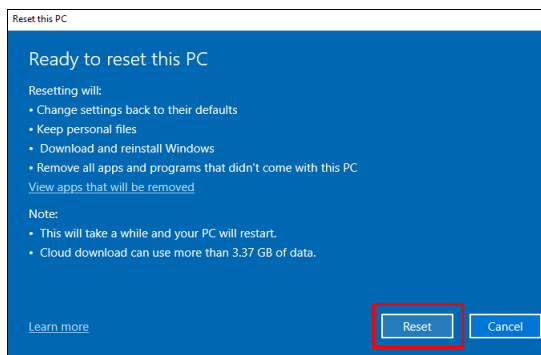 Reset this PC
Ready to reset this PC
Resetting will:
• Change settings back to their defaults
• Keep personal files
• Download and reinstall Windows
• Remove all apps and programs that didn't come with this PC
View apps that will be removed
Note:
• This will take a while and your PC will restart.
• Cloud download can use more than 3.37 GB of data.
Learn more
Reset
Cancel